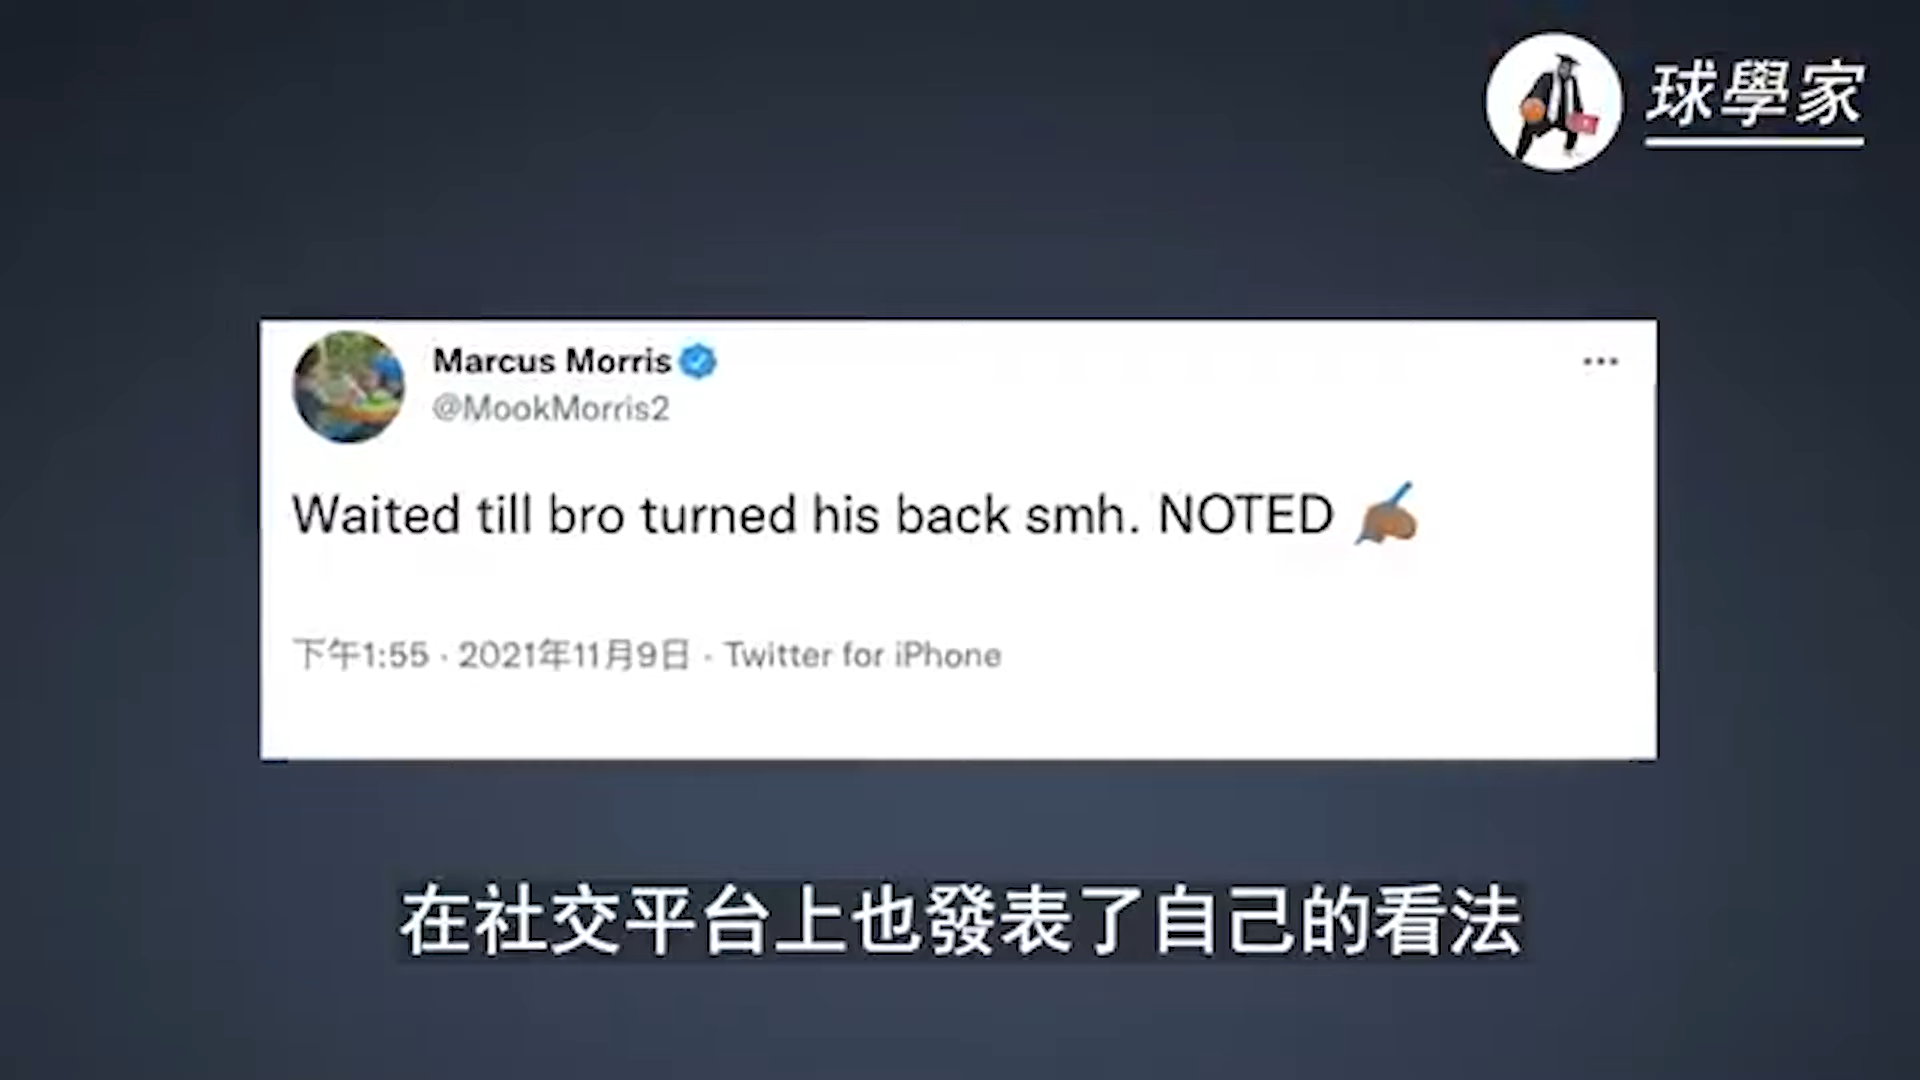 球學家
Marcus Morris
@MookMorris2
Waited till bro turned his back smh. NOTED ✍🏾
下午1:55 · 2021年11月9日 · Twitter for iPhone
在社交平台上也發表了自己的看法